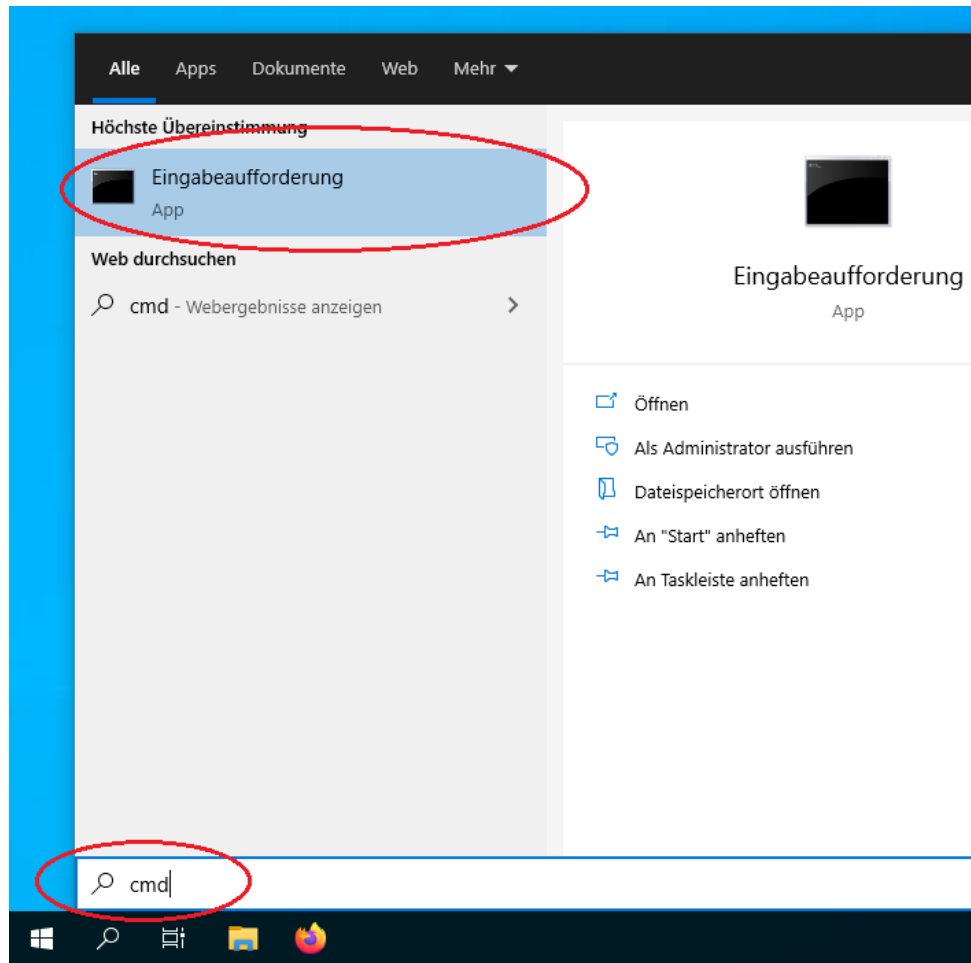 Alle Apps Dokumente Web Mehr
Höchste Übereinstimmung
Eingabeaufforderung
App
Web durchsuchen
cmd - Webergebnisse anzeigen
Eingabeaufforderung
App
Öffnen
Als Administrator ausführen
Dateispeicherort öffnen
An "Start" anheften
An Taskleiste anheften
cmd